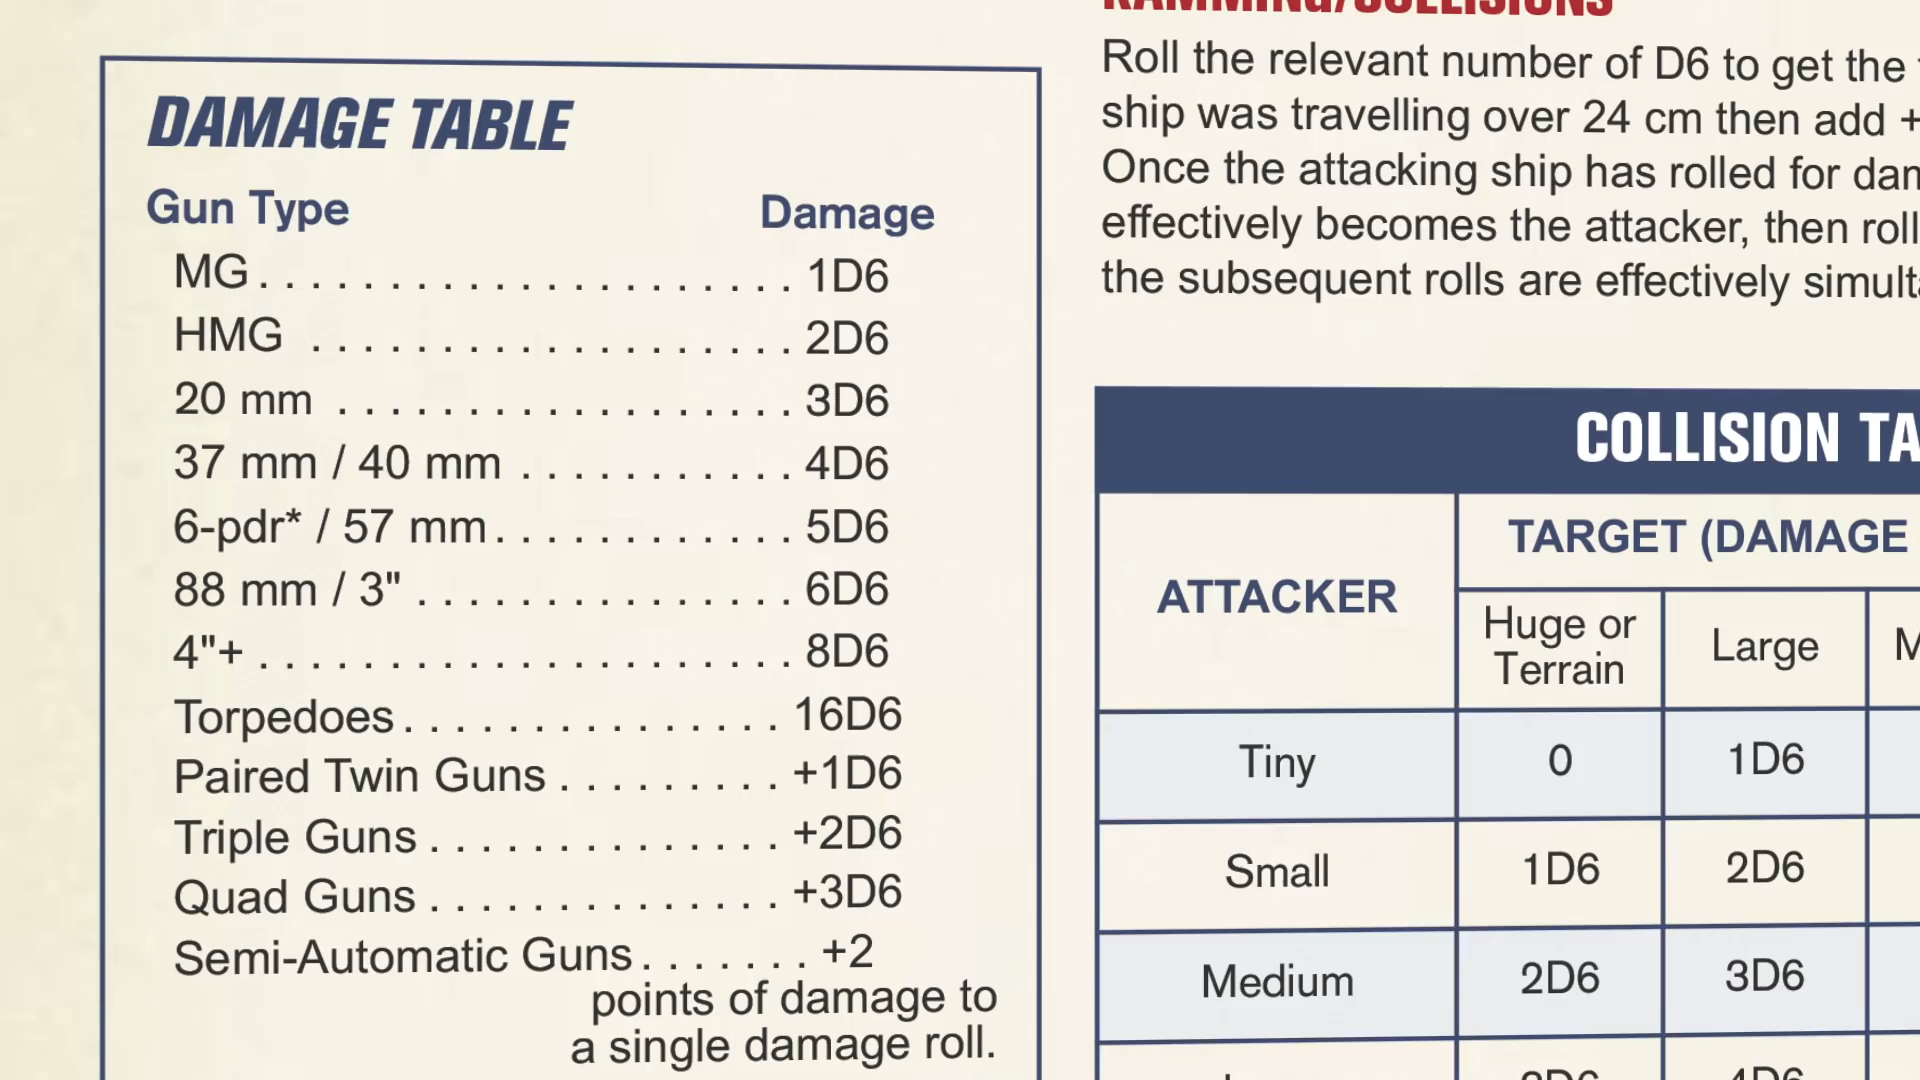 DAMAGE TABLE
Gun Type Damage
MG . . . . . . . . . . . . . . . . . . . . . 1D6
HMG . . . . . . . . . . . . . . . . . . . 2D6
20 mm . . . . . . . . . . . . . . . . . . 3D6
37 mm / 40 mm . . . . . . . . . . . 4D6
6-pdr* / 57 mm . . . . . . . . . . . . 5D6
88 mm / 3" . . . . . . . . . . . . . . . 6D6
4"+ . . . . . . . . . . . . . . . . . . . . . 8D6
Torpedoes . . . . . . . . . . . . . . . 16D6
Paired Twin Guns . . . . . . . . . +1D6
Triple Guns . . . . . . . . . . . . . . +2D6
Quad Guns . . . . . . . . . . . . . . +3D6
Semi-Automatic Guns . . . . . . . +2
points of damage to
a single damage roll.
RAMMING/COLLISIONS
Roll the relevant number of D6 to get the
ship was travelling over 24 cm then add +
Once the attacking ship has rolled for
effectively becomes the attacker, then roll
the subsequent rolls are effectively
COLLISION
ATTACKER
TARGET (DAMAGE
Huge or
Terrain
Large
Tiny 0 1D6
Small 1D6 2D6
Medium 2D6 3D6